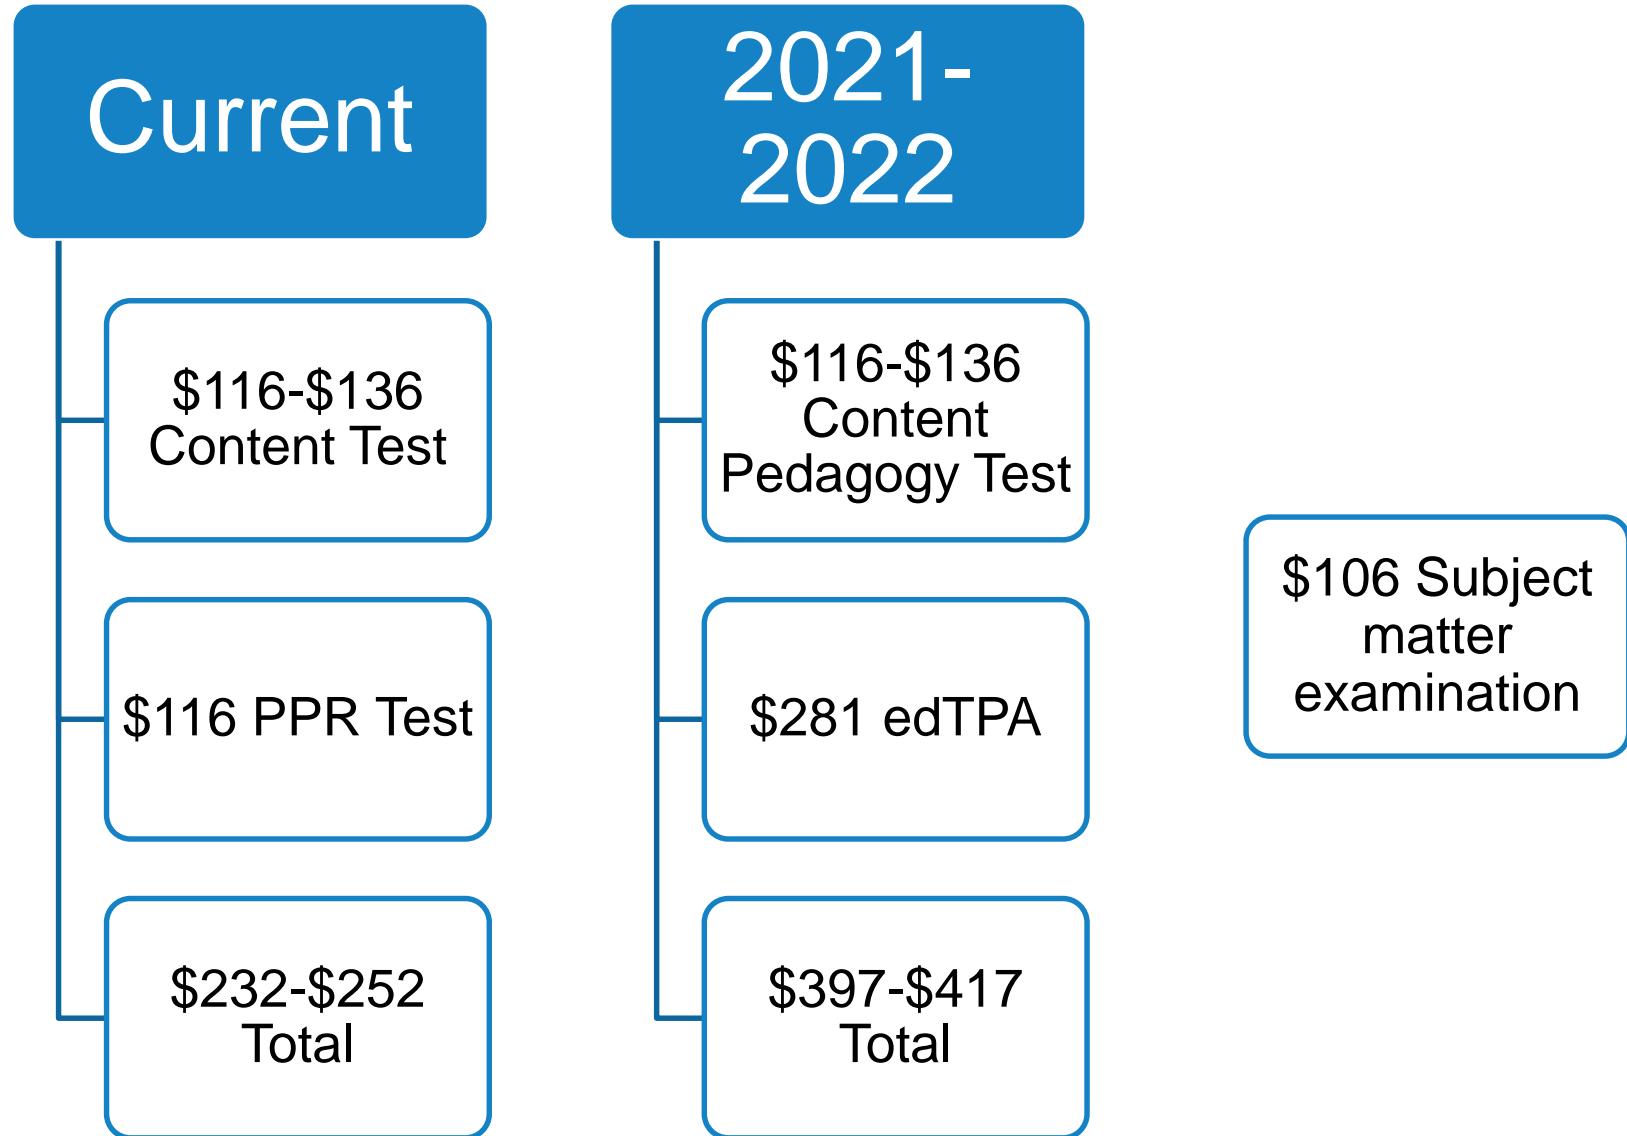 Current
$116-$136
Content Test
$116 PPR Test
$232-$252
Total
2021-
2022
$116-$136
Content
Pedagogy Test
$281 edTPA
$397-$417
Total
$106 Subject
matter
examination